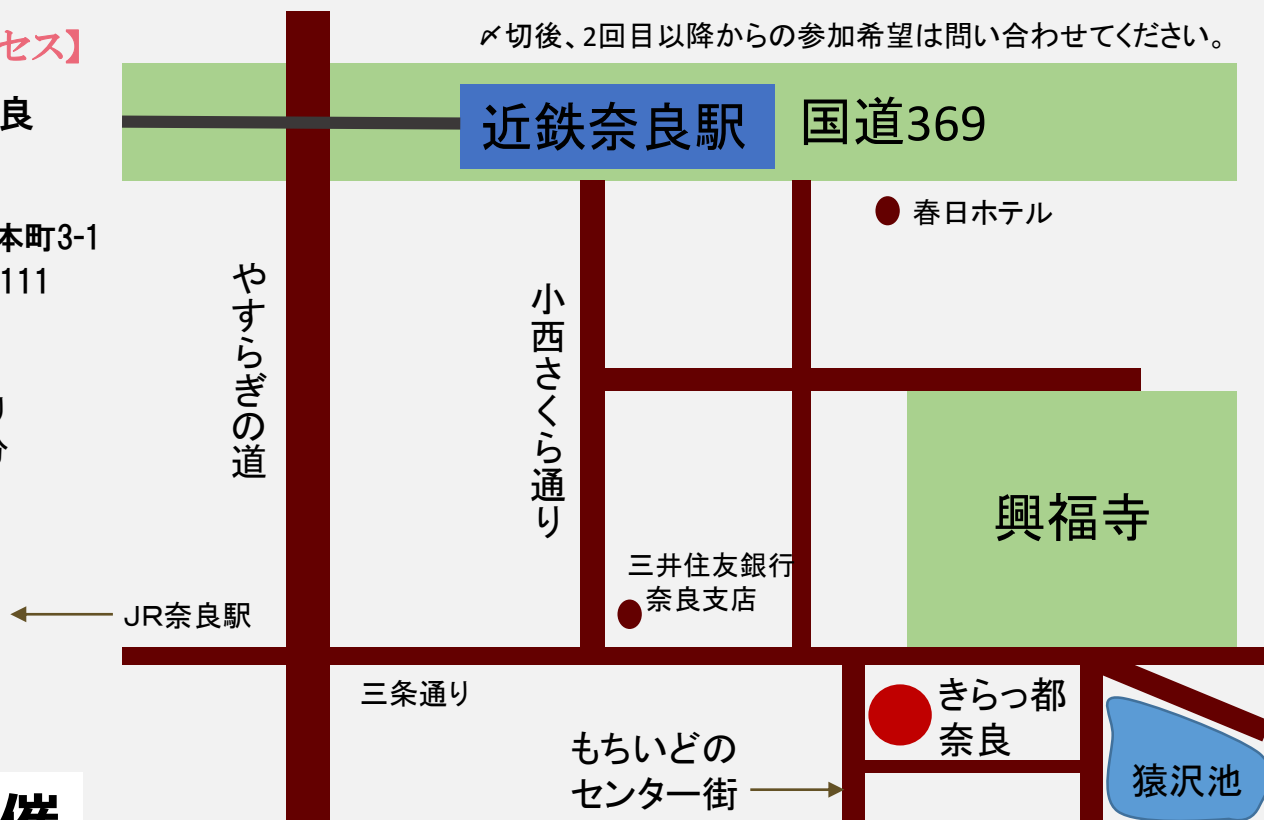 〆切後、2回目以降からの参加希望は問い合わせてください。
セス】
良
近鉄奈良駅
国道369
春日ホテル
本町3-1
111
やすらぎの道
小西さくら通り
り
分
興福寺
三井住友銀行
奈良支店
JR奈良駅
三条通り
きらっ都
奈良
もちいどの
センター街
猿沢池
催